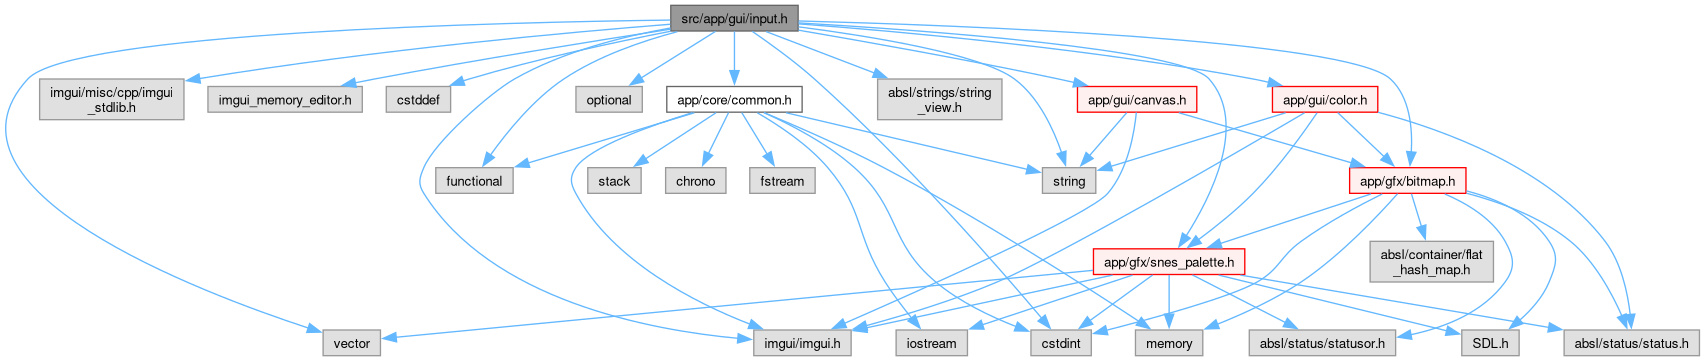 src/app/gui/input.h
imgui/misc/cpp/imgui
_stdlib.h
imgui_memory_editor.h
cstddef
optional
app/core/common.h
absl/strings/string
_view.h
app/gui/canvas.h
app/gui/color.h
functional
stack
chrono
fstream
string
app/gfx/bitmap.h
app/gfx/snes_palette.h
absl/container/flat
_hash_map.h
vector
imgui/imgui.h
iostream
cstdint
memory
absl/status/statusor.h
SDL.h
absl/status/status.h